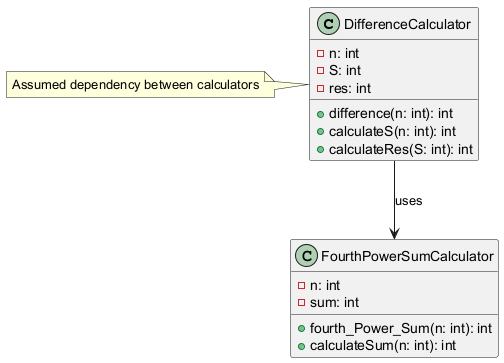 C DifferenceCalculator
n: int
S: int
res: int
difference(n: int): int
calculateS(n: int): int
calculateRes(S: int): int
Assumed dependency between calculators
uses
C FourthPowerSumCalculator
n: int
sum: int
fourth_Power_Sum(n: int): int
calculateSum(n: int): int